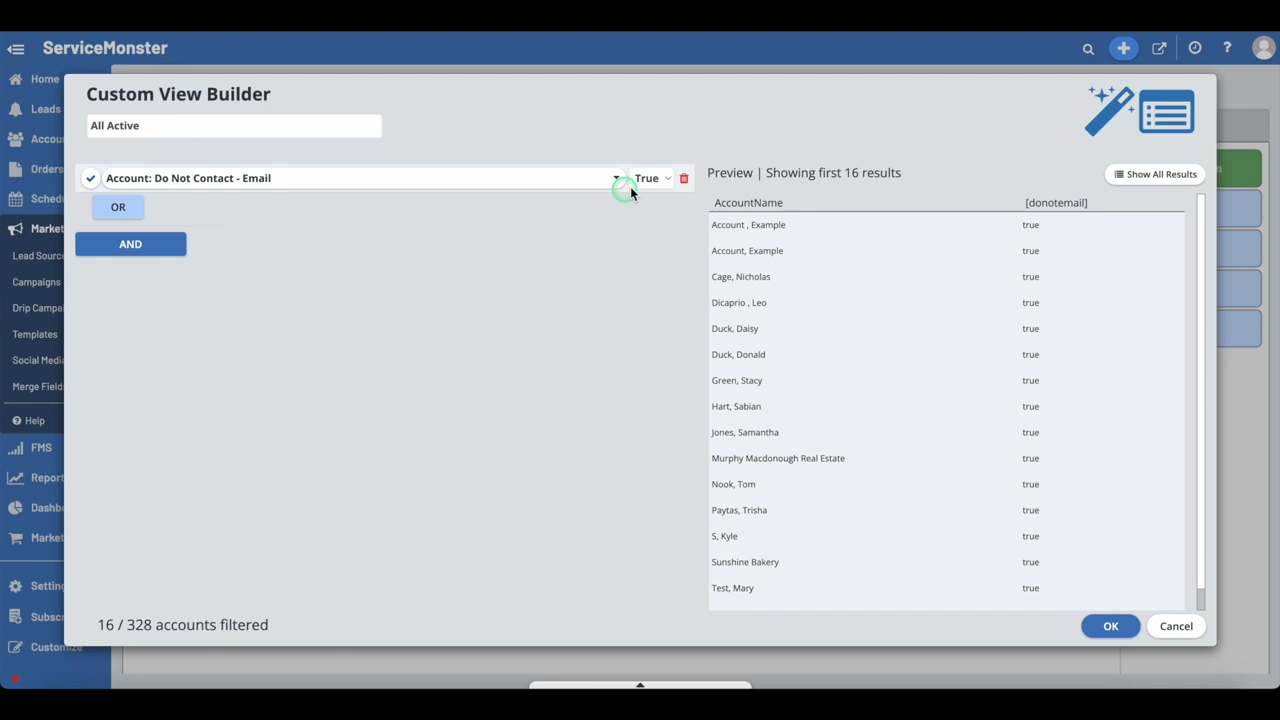 ServiceMonster
?
Home
Leads
Accou
Orders
Sched
Market
Lead Sourc
Campaigns
Drip Campa
Templates
Social Media
Merge Field
? Help
FMS
Report
Dashb
Market
Setting
Subsc
Customize
Custom View Builder
All Active
Account: Do Not Contact - Email
True
OR
AND
16 / 328 accounts filtered
Preview | Showing first 16 results
Show All Results
AccountName [donotemail]
Account , Example true
Account, Example true
Cage, Nicholas true
Dicaprio , Leo true
Duck, Daisy true
Duck, Donald true
Green, Stacy true
Hart, Sabian true
Jones, Samantha true
Murphy Macdonough Real Estate true
Nook, Tom true
Paytas, Trisha true
S, Kyle true
Sunshine Bakery true
Test, Mary true
OK
Cancel